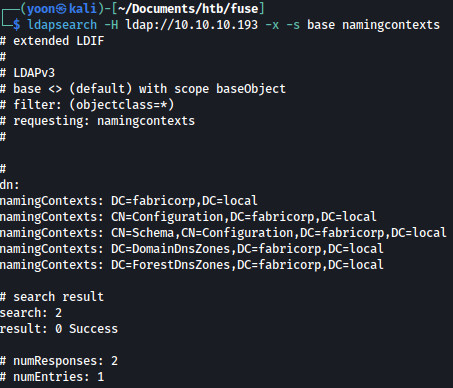 ┌──(yoon㉿kali)-[~/Documents/htb/fuse]
└─$ ldapsearch -H ldap://10.10.10.193 -x -s base namingcontexts
# extended LDIF
#
# LDAPv3
# base <> (default) with scope baseObject
# filter: (objectclass=*)
# requesting: namingcontexts
#

#
dn:
namingContexts: DC=fabricorp,DC=local
namingContexts: CN=Configuration,DC=fabricorp,DC=local
namingContexts: CN=Schema,CN=Configuration,DC=fabricorp,DC=local
namingContexts: DC=DomainDnsZones,DC=fabricorp,DC=local
namingContexts: DC=ForestDnsZones,DC=fabricorp,DC=local

# search result
search: 2
result: 0 Success

# numResponses: 2
# numEntries: 1